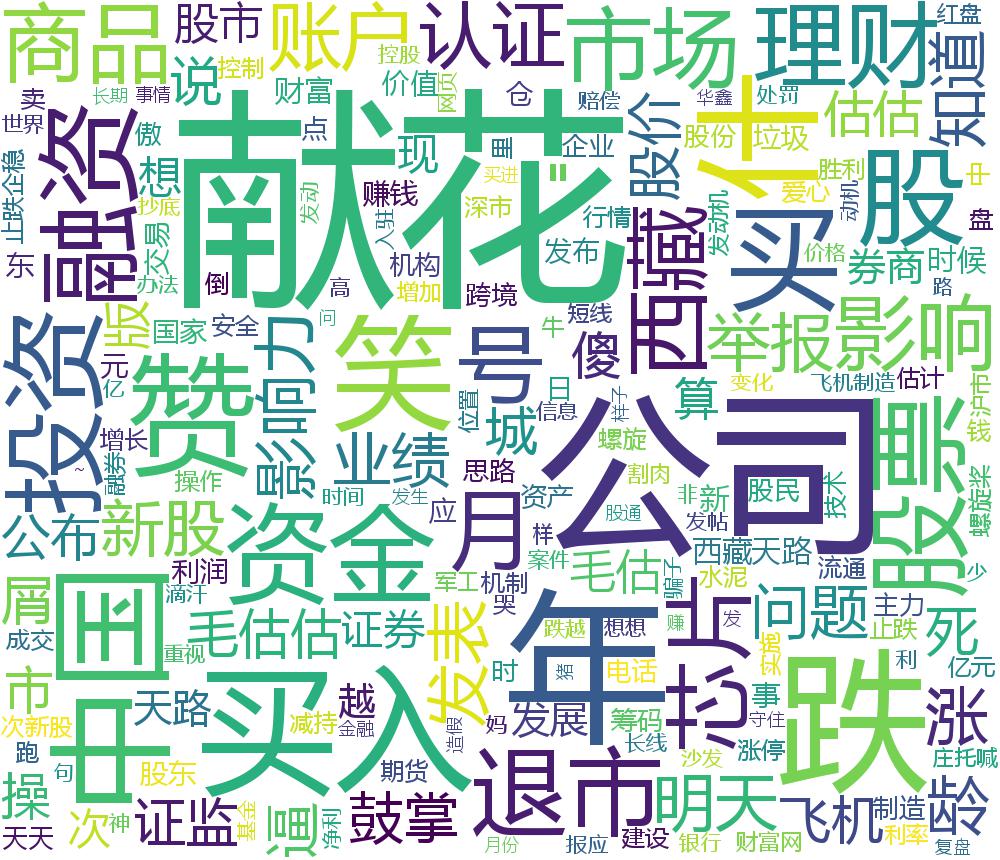 商品
股市
账户
认证
市场
理财
红盘
知道
说
控制
控股
财富
价值
网页
仓
赔偿
华鑫
处罚
估估
卖
长期
事情
世界
傲
点
献花
"
里
企业
股价
股份
垃圾
什
胜利
中
融资
想
抄底
止跌企稳
发动
现
赚钱
入驻
深市
买进
行情
西藏
发动机
买
爱心
动机
股
盘
东
交易
办法
倒
高
机构
增加
跨境
发布
价格
券商
时候
路
版
国家
安全
问
牛
短线
举报
影响
投资
元
亿
影响力
笑
号
傻
日
位置
信息
样子
算
变化
飞机制造
估计
沪市
钱
赞
增长
融券
~
操作
业绩
城
思路
螺旋
割肉
公司
股票
螺旋桨
时间
发生
资产
股通
非
新
股民
技术
公布
新股
资金
月
应
样
案件
发帖
西藏天路
流通
少
利润
滴汗
军工
机制
哭
毛估
骗子
水泥
屑
成交
中国
毛估估
证券
发表
年
跌越
想想
赚
发
芯片
问题
主力
止跌
死
重视
市
天路
买入
越
时
猪
电话
实现
事
利
亿元
次新股
减持
金融
妈
发展
筹码
守住
跌
涨
跑
句
股东
期货
造假
长线
沙发
涨停
庄托喊
操
次
神
证监
基金
逼
净利
鼓掌
退市
明天
飞机
制造
龄
天天
月份
报应
建设
银行
财富网
利率
复盘